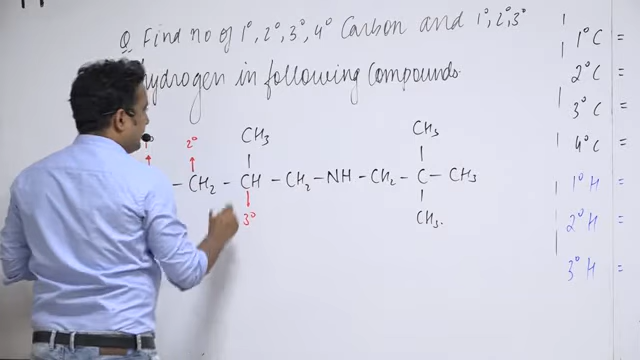 Q. Find no of 1°, 2°, 3°, 4° Carbon and 1°, 2°, 3°
hydrogen in following Compounds.
1°C =
2°C =
3°C =
4°C =
1°H =
2°H =
3°H =
2°
CH3 CH3
- CH2 - CH - CH2 - NH - CH2 - C - CH3
3° CH3.